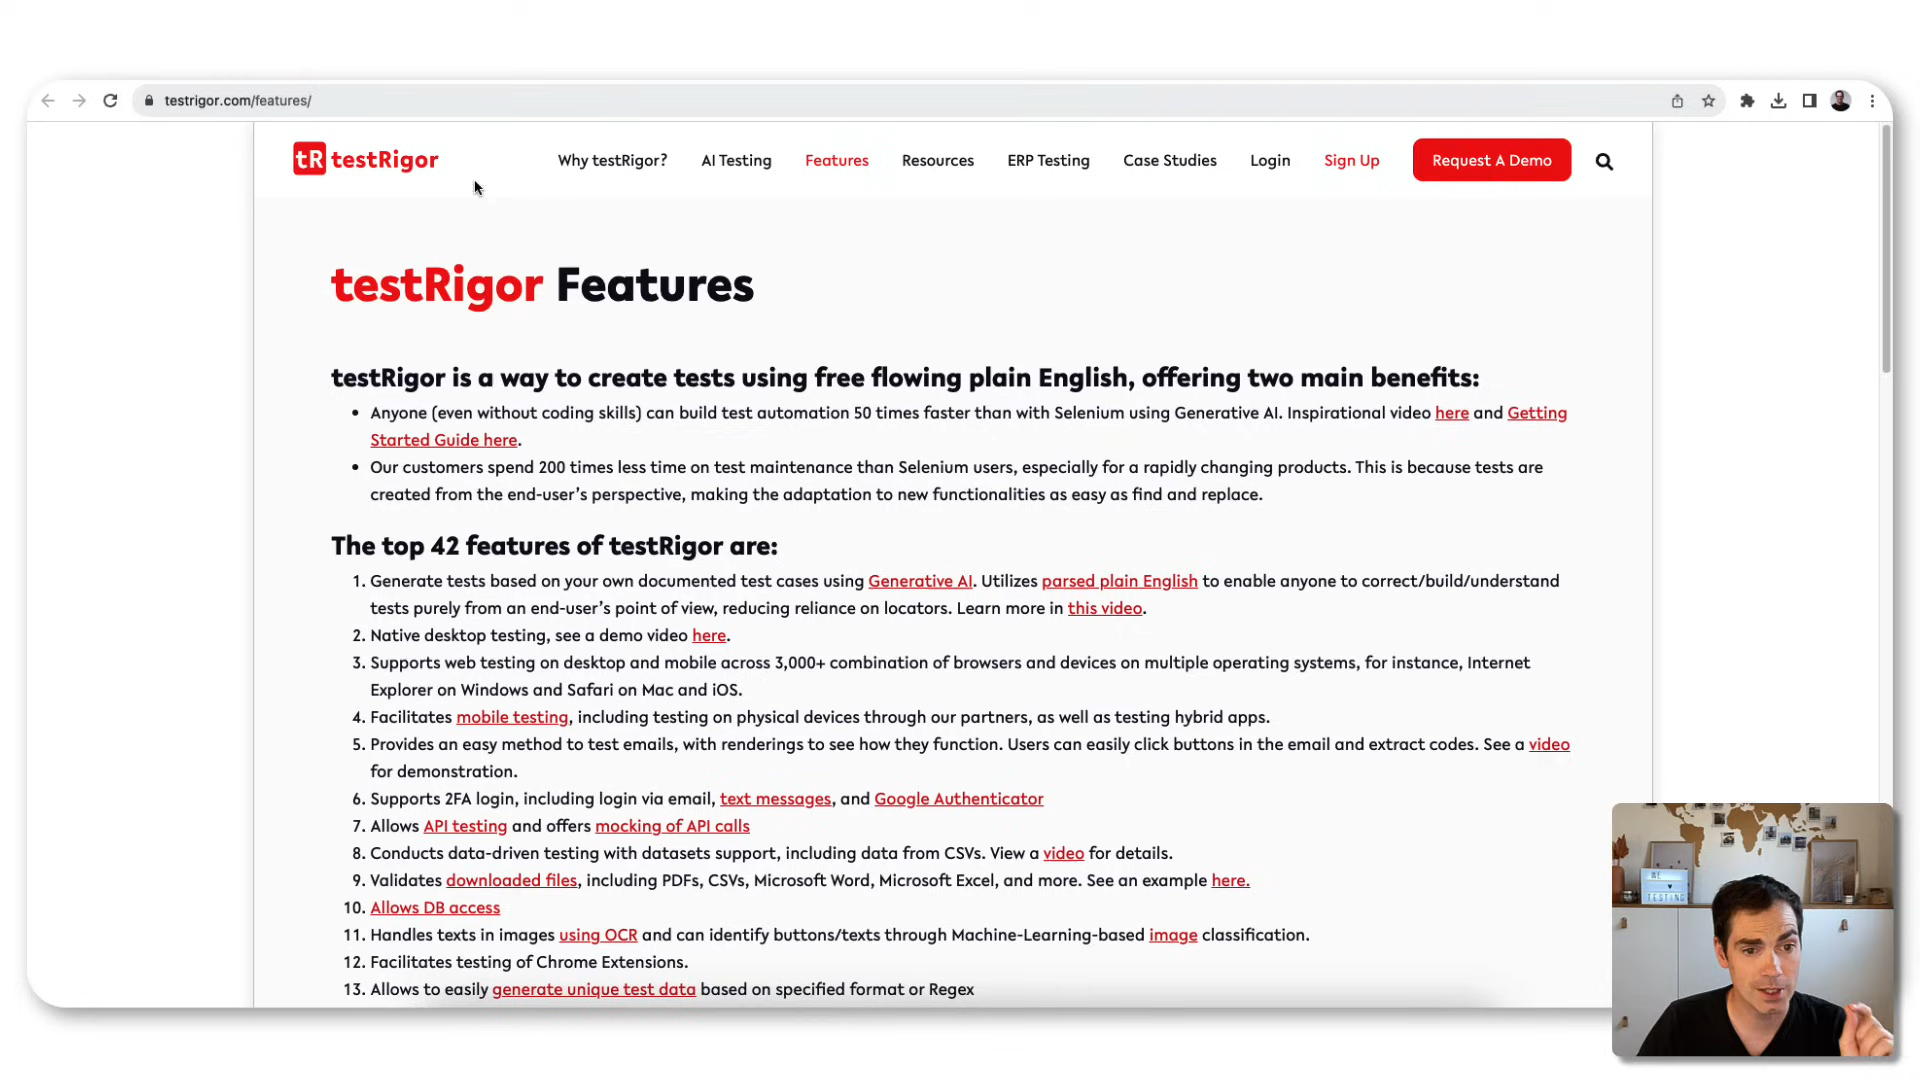 testrigor.com/features/
tR testRigor
Why testRigor?
AI Testing
Features
Resources
ERP Testing
Case Studies
Login
Sign Up
Request A Demo
testRigor Features
testRigor is a way to create tests using free flowing plain English, offering two main benefits:
• Anyone (even without coding skills) can build test automation 50 times faster than with Selenium using Generative AI. Inspirational video here and Getting
Started Guide here.
• Our customers spend 200 times less time on test maintenance than Selenium users, especially for a rapidly changing products. This is because tests are
created from the end-user's perspective, making the adaptation to new functionalities as easy as find and replace.
The top 42 features of testRigor are:
1. Generate tests based on your own documented test cases using Generative AI. Utilizes parsed plain English to enable anyone to correct/build/understand
tests purely from an end-user's point of view, reducing reliance on locators. Learn more in this video.
2. Native desktop testing, see a demo video here.
3. Supports web testing on desktop and mobile across 3,000+ combination of browsers and devices on multiple operating systems, for instance, Internet
Explorer on Windows and Safari on Mac and iOS.
4. Facilitates mobile testing, including testing on physical devices through our partners, as well as testing hybrid apps.
5. Provides an easy method to test emails, with renderings to see how they function. Users can easily click buttons in the email and extract codes. See a video
for demonstration.
6. Supports 2FA login, including login via email, text messages, and Google Authenticator
7. Allows API testing and offers mocking of API calls
8. Conducts data-driven testing with datasets support, including data from CSVs. View a video for details.
9. Validates downloaded files, including PDFs, CSVs, Microsoft Word, Microsoft Excel, and more. See an example here.
10. Allows DB access
11. Handles texts in images using OCR and can identify buttons/texts through Machine-Learning-based image classification.
12. Facilitates testing of Chrome Extensions.
13. Allows to easily generate unique test data based on specified format or Regex
WE
TESTING